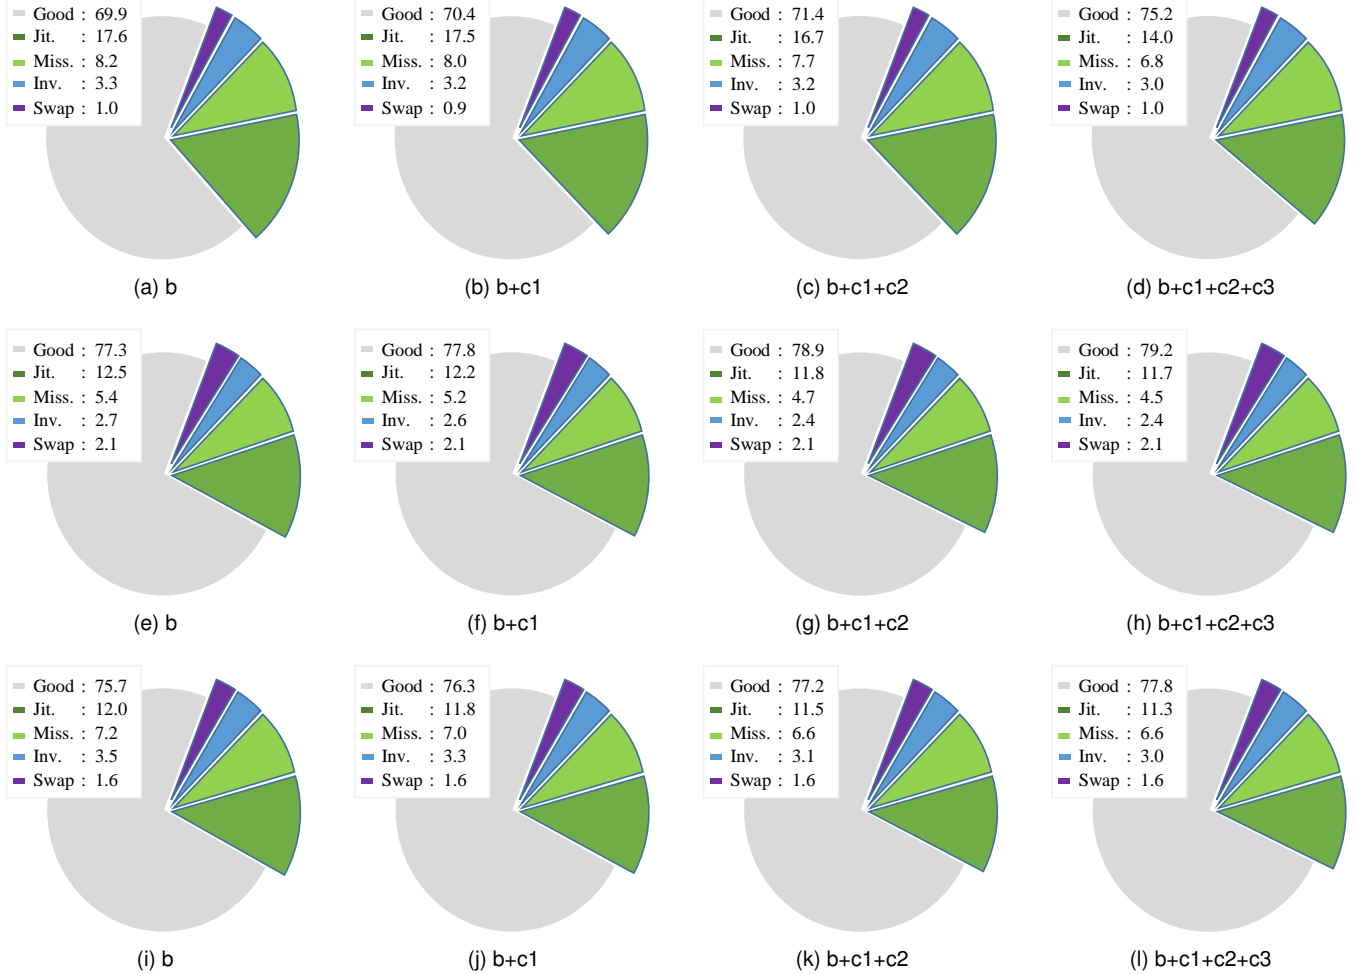 Good : 69.9
Jit. : 17.6
Miss. : 8.2
Inv. : 3.3
Swap : 1.0
(a) b
Good : 70.4
Jit. : 17.5
Miss. : 8.0
Inv. : 3.2
Swap : 0.9
(b) b+c1
Good : 71.4
Jit. : 16.7
Miss. : 7.7
Inv. : 3.2
Swap : 1.0
(c) b+c1+c2
Good : 75.2
Jit. : 14.0
Miss. : 6.8
Inv. : 3.0
Swap : 1.0
(d) b+c1+c2+c3
Good : 77.3
Jit. : 12.5
Miss. : 5.4
Inv. : 2.7
Swap : 2.1
(e) b
Good : 77.8
Jit. : 12.2
Miss. : 5.2
Inv. : 2.6
Swap : 2.1
(f) b+c1
Good : 78.9
Jit. : 11.8
Miss. : 4.7
Inv. : 2.4
Swap : 2.1
(g) b+c1+c2
Good : 79.2
Jit. : 11.7
Miss. : 4.5
Inv. : 2.4
Swap : 2.1
(h) b+c1+c2+c3
Good : 75.7
Jit. : 12.0
Miss. : 7.2
Inv. : 3.5
Swap : 1.6
(i) b
Good : 76.3
Jit. : 11.8
Miss. : 7.0
Inv. : 3.3
Swap : 1.6
(j) b+c1
Good : 77.2
Jit. : 11.5
Miss. : 6.6
Inv. : 3.1
Swap : 1.6
(k) b+c1+c2
Good : 77.8
Jit. : 11.3
Miss. : 6.6
Inv. : 3.0
Swap : 1.6
(l) b+c1+c2+c3